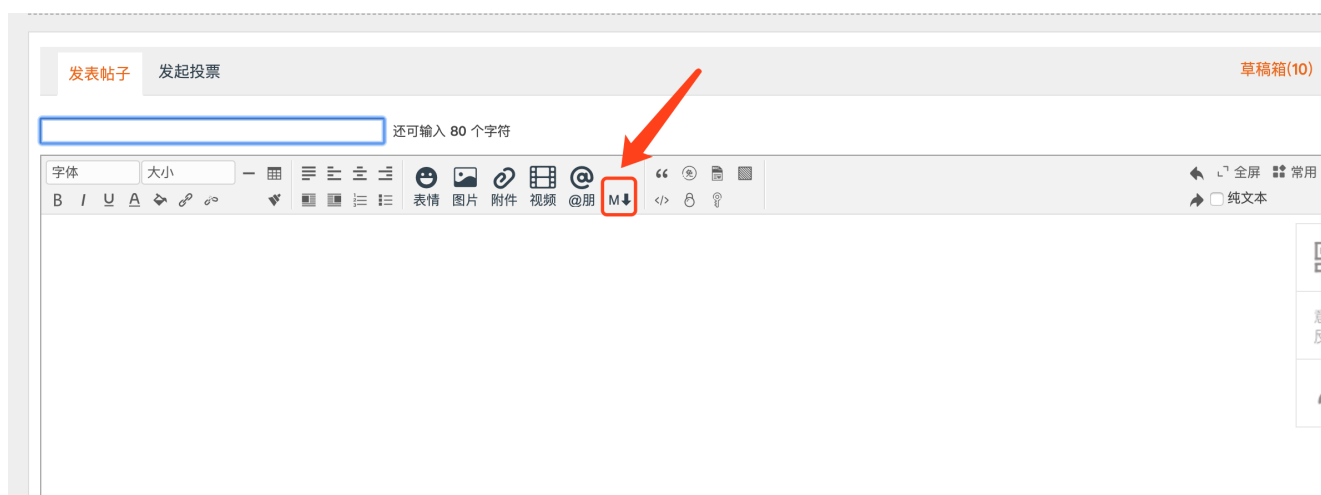 发表帖子 发起投票 草稿箱(10)
还可输入 80 个字符
字体 大小 全屏 常用
B I U A 表情 图片 附件 视频 @朋 M⬇ </> 纯文本